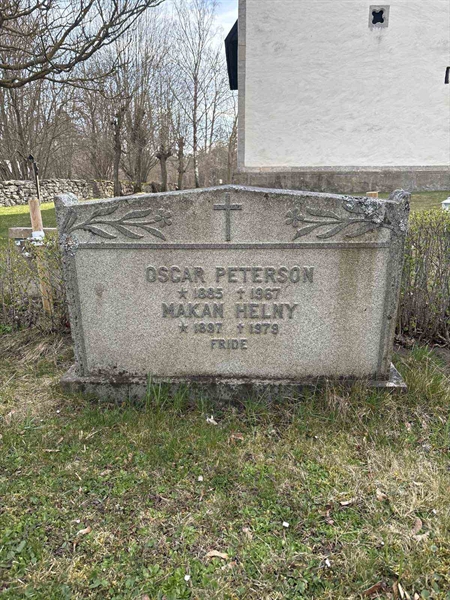 OSCAR PETERSON
* 1885 † 1967
MAKAN HELNY
* 1897 † 1979
FRIDE